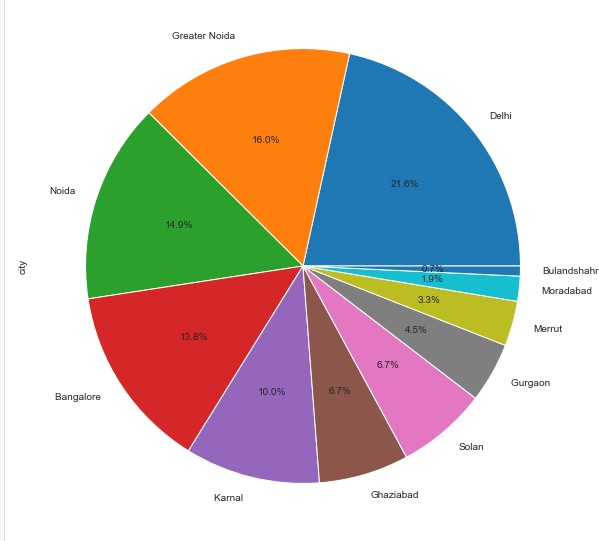 Greater Noida
Delhi
16.0%
21.6%
Noida
14.9%
city
0.7%
Bulandshahr
1.9%
Moradabad
3.3%
Merrut
13.8%
4.5%
6.7%
Gurgaon
10.0%
6.7%
Bangalore
Solan
Karnal
Ghaziabad